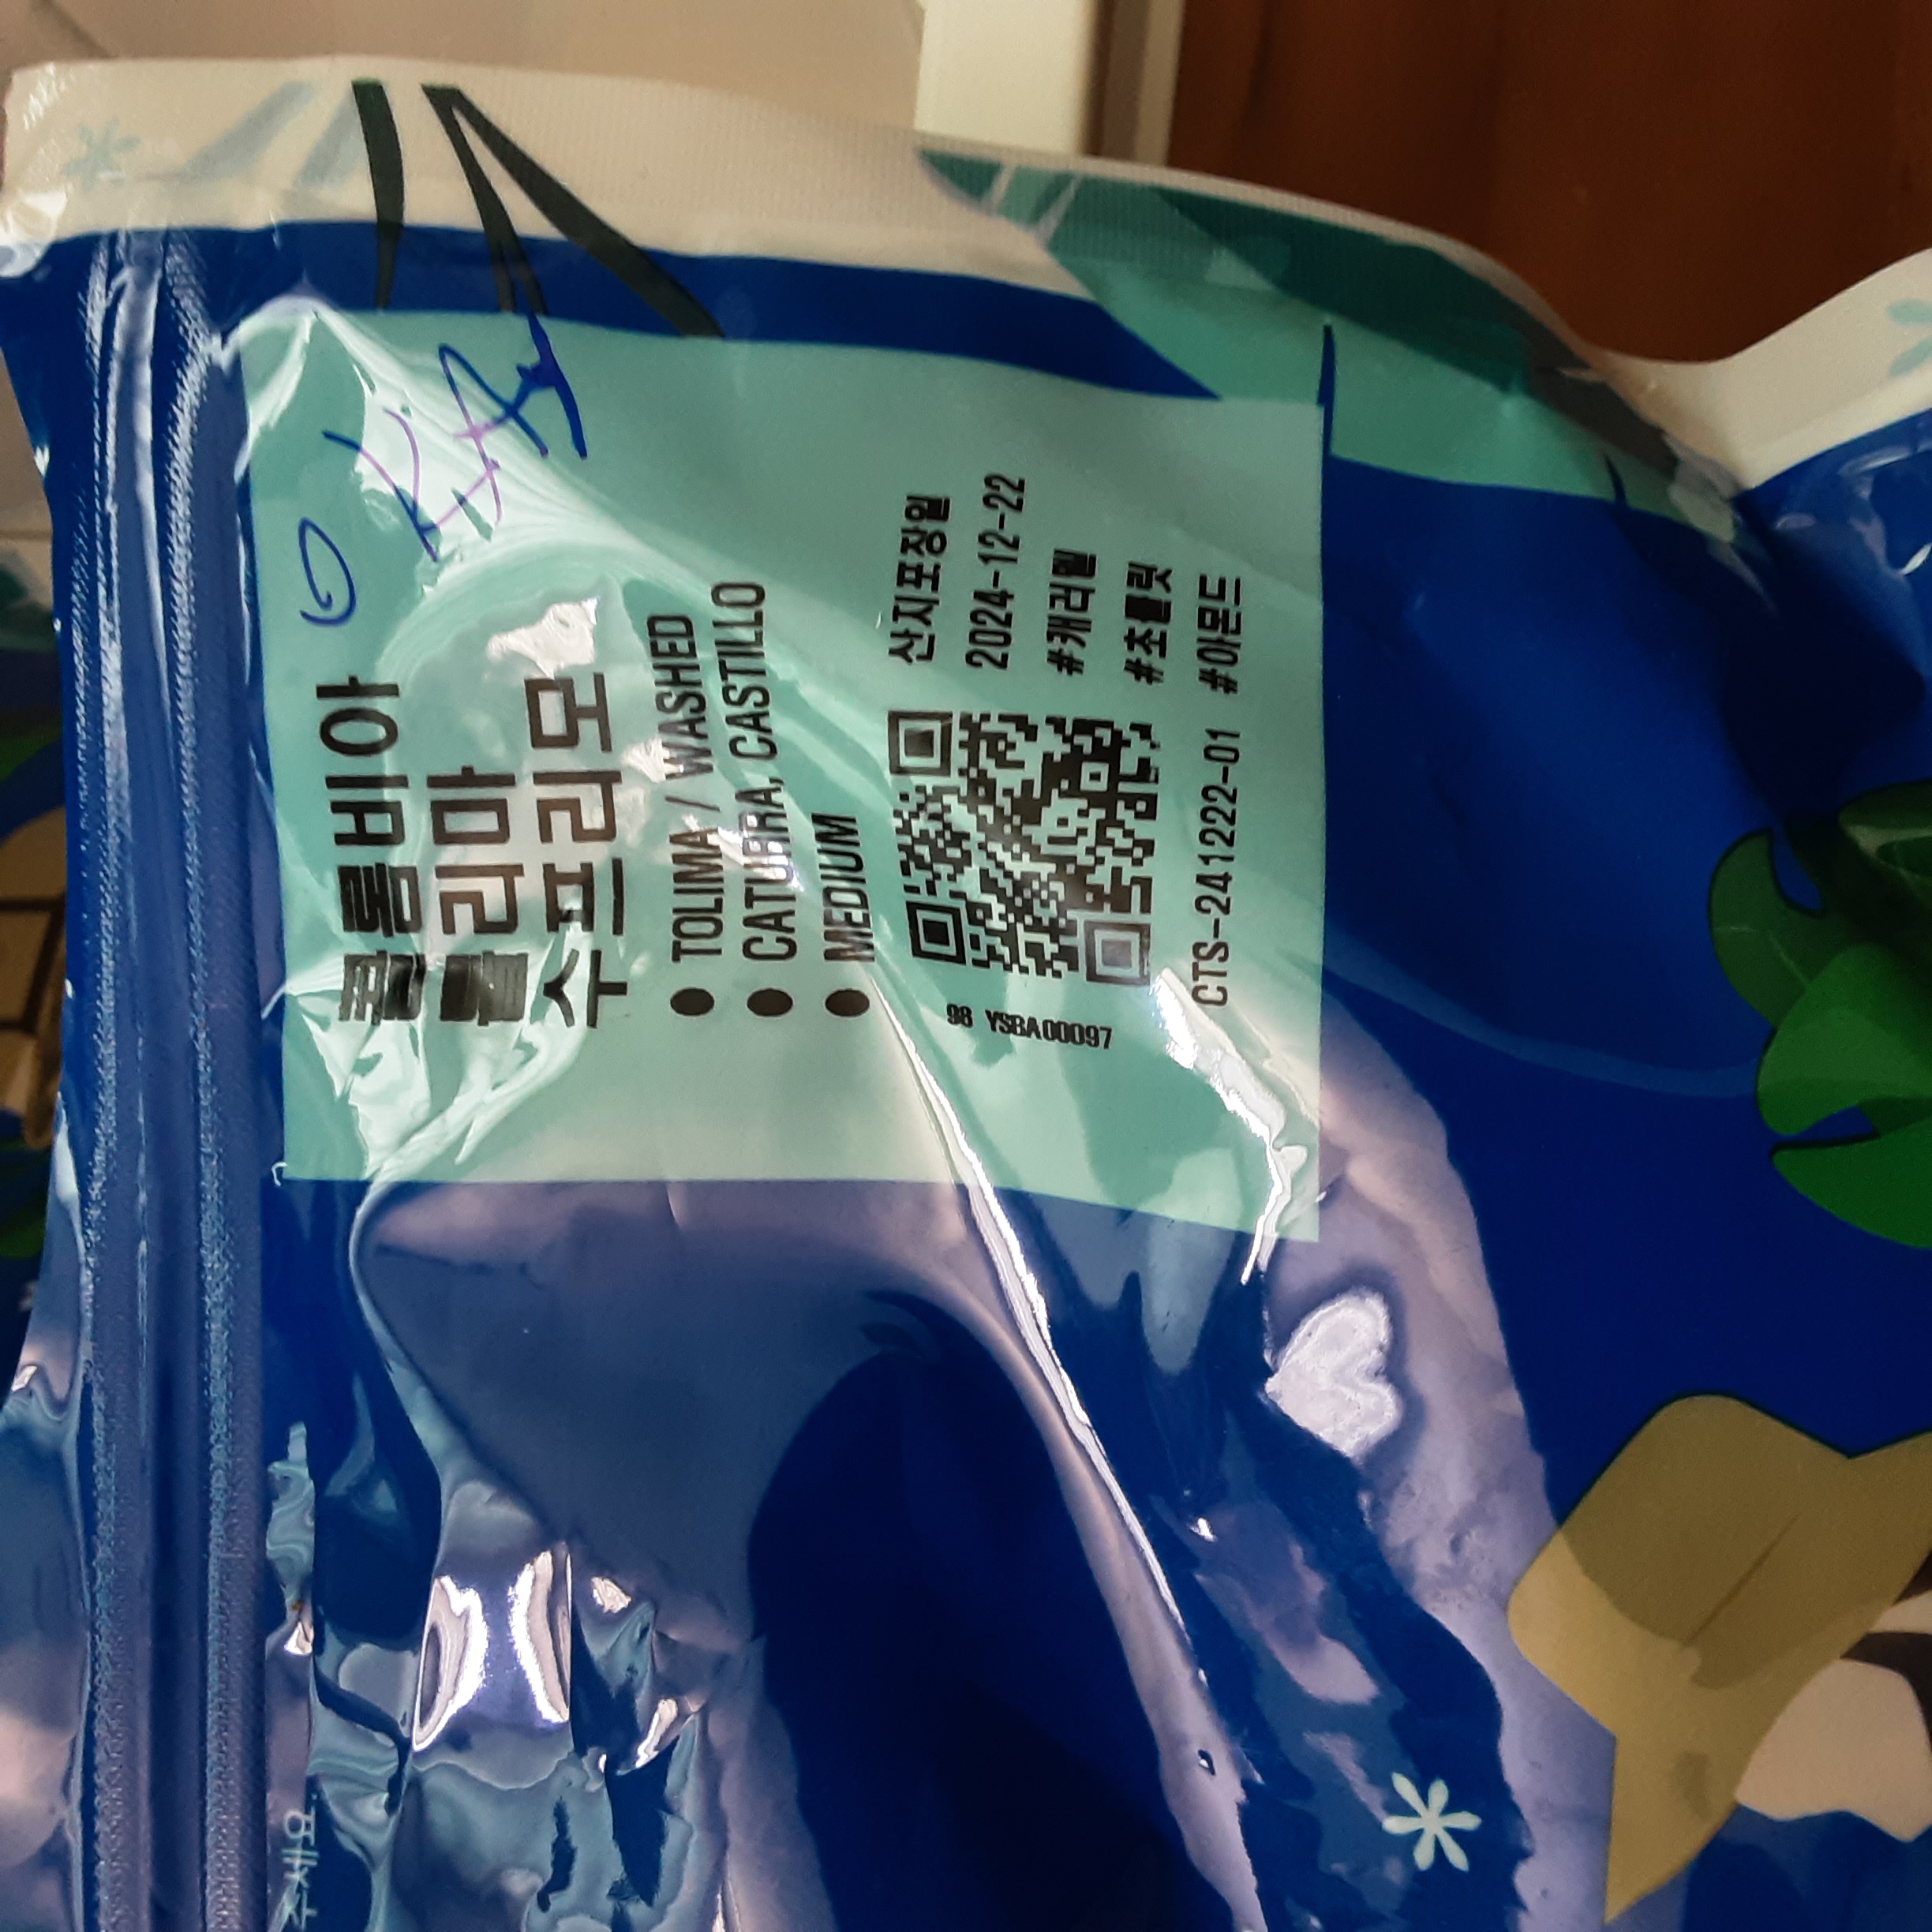 콜롬비아
톨리마
수프리모
TOLIMA / WASHED
CATURRA, CASTILLO
MEDIUM
산지포장일
2024-12-22
#캐러멜
#초콜릿
#아몬드
98 YSBA00097
CTS-241222-01